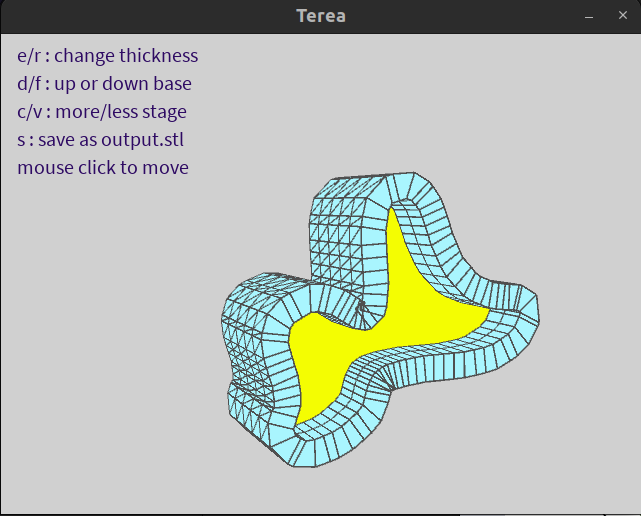 Terea
e/r : change thickness
d/f : up or down base
c/v : more/less stage
s : save as output.stl
mouse click to move